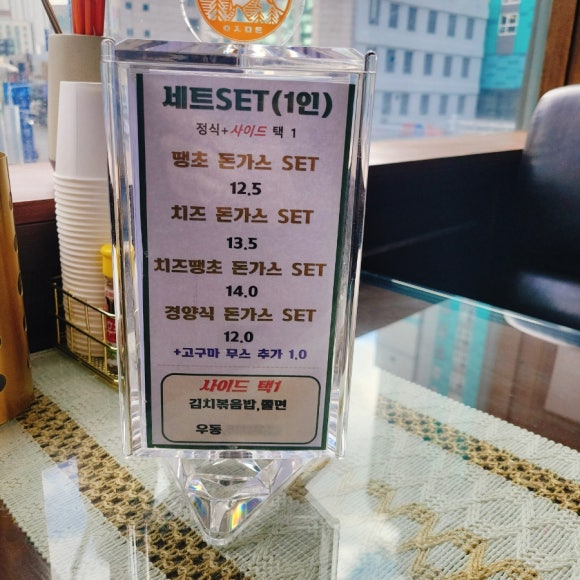 세트SET(1인)
정식+사이드 택 1
땡초 돈가스 SET
12.5
치즈 돈가스 SET
13.5
치즈땡초 돈가스 SET
14.0
경양식 돈가스 SET
12.0
+고구마 무스 추가 1.0
사이드 택1
김치볶음밥,쫄면
우동